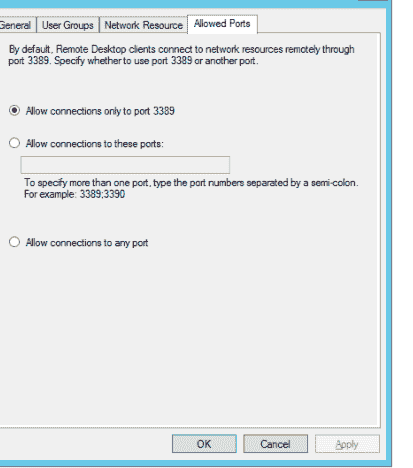 General User Groups Network Resource Allowed Ports
By default, Remote Desktop clients connect to network resources remotely through
port 3389. Specify whether to use port 3389 or another port.
Allow connections only to port 3389
Allow connections to these ports:
To specify more than one port, type the port numbers separated by a semi-colon.
For example: 3389;3390
Allow connections to any port
OK Cancel Apply